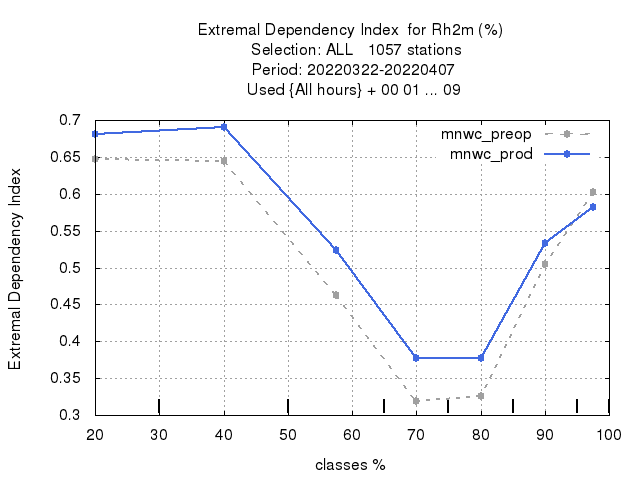 Extremal Dependency Index  for Rh2m (%)
Selection: ALL   1057 stations
Period: 20220322-20220407
Used {All hours} + 00 01 ... 09
mnwc_preop
mnwc_prod
Extremal Dependency Index
0.7
0.65
0.6
0.55
0.5
0.45
0.4
0.35
0.3
20 30 40 50 60 70 80 90 100
classes %